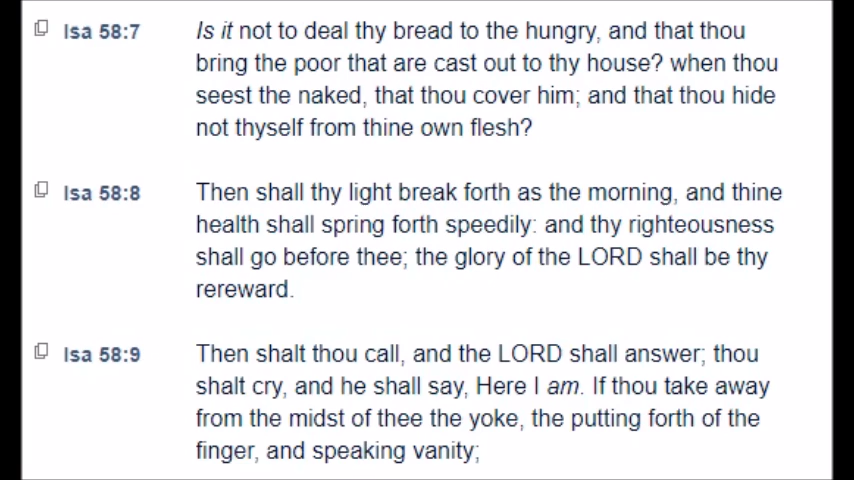 Isa 58:7 Is it not to deal thy bread to the hungry, and that thou
bring the poor that are cast out to thy house? when thou
seest the naked, that thou cover him; and that thou hide
not thyself from thine own flesh?
Isa 58:8 Then shall thy light break forth as the morning, and thine
health shall spring forth speedily: and thy righteousness
shall go before thee; the glory of the LORD shall be thy
rereward.
Isa 58:9 Then shalt thou call, and the LORD shall answer; thou
shalt cry, and he shall say, Here I am. If thou take away
from the midst of thee the yoke, the putting forth of the
finger, and speaking vanity;